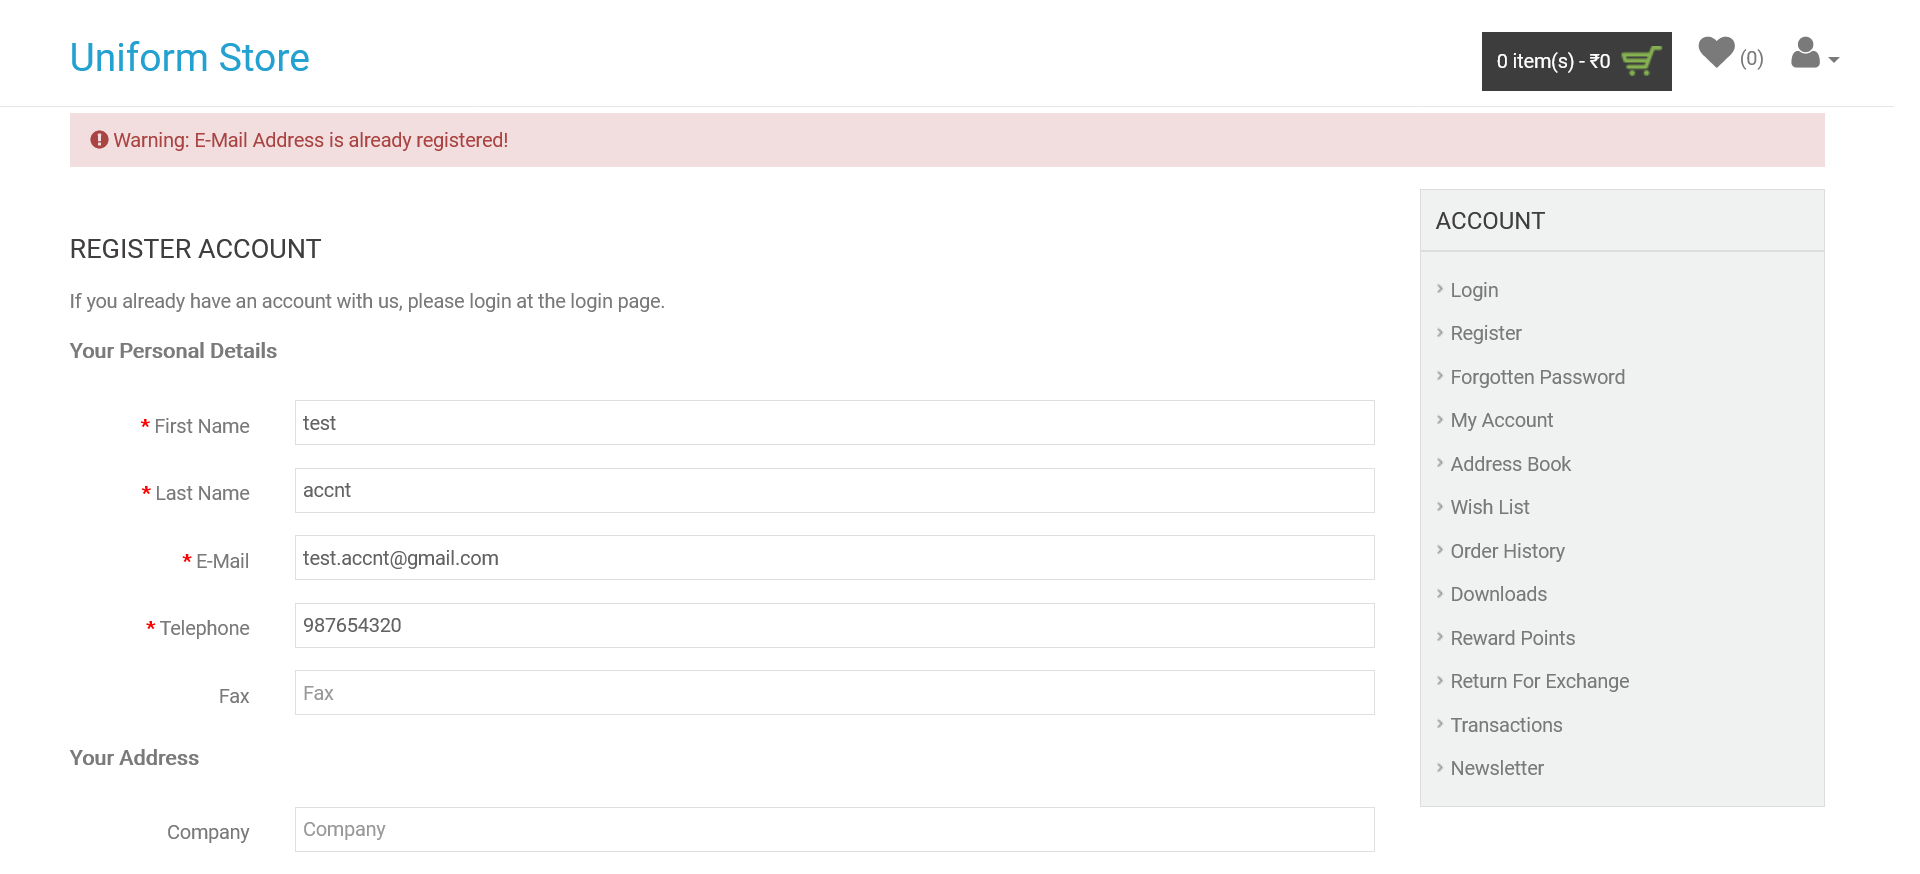 Uniform Store
0 item(s) - ₹0
(0)
Warning: E-Mail Address is already registered!
REGISTER ACCOUNT
If you already have an account with us, please login at the login page.
Your Personal Details
* First Name
test
* Last Name
accnt
* E-Mail
test.accnt@gmail.com
* Telephone
987654320
Fax
Fax
Your Address
Company
Company
ACCOUNT
Login
Register
Forgotten Password
My Account
Address Book
Wish List
Order History
Downloads
Reward Points
Return For Exchange
Transactions
Newsletter